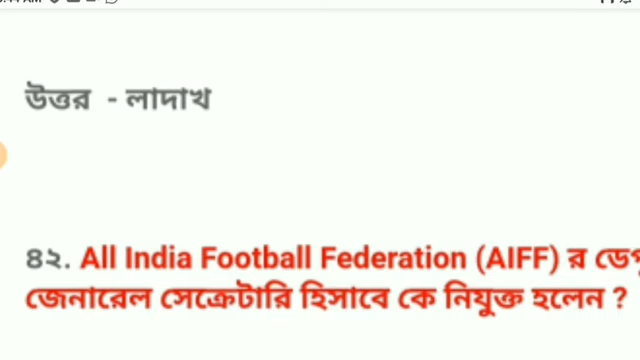 উত্তর - লাদাখ
৪২. All India Football Federation (AIFF) র
জেনারেল সেক্রেটারি হিসাবে কে নিযুক্ত হলেন ?